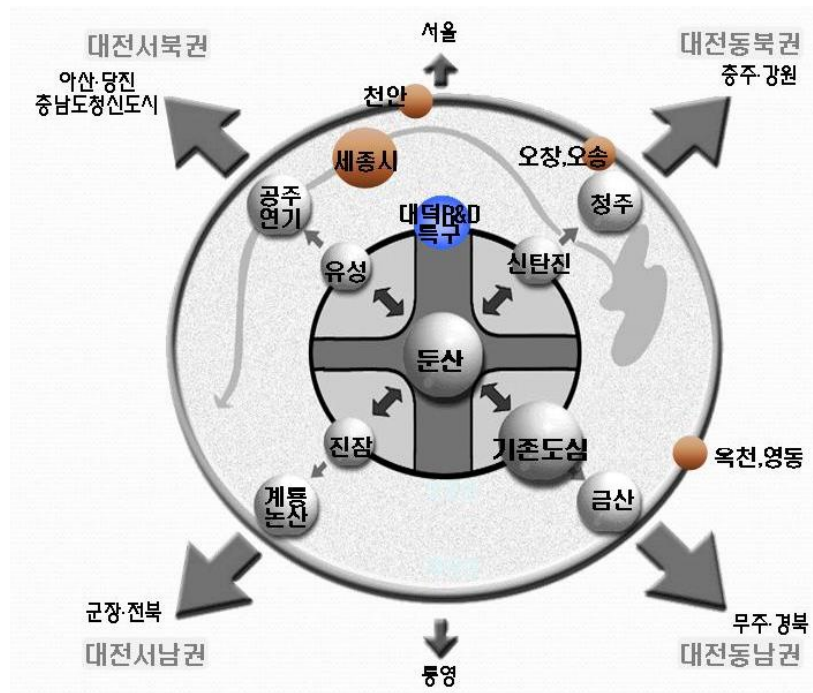 서울
대전서북권
대전동북권
아산·당진
충남도청신도시
충주·강원
천안
세종시
오창,오송
공주
연기
청주
대덕R&D
특구
유성
신탄진
둔산
진잠
기존도심
옥천,영동
계룡
논산
금산
군장·전북
무주·경북
대전서남권
대전동남권
통영